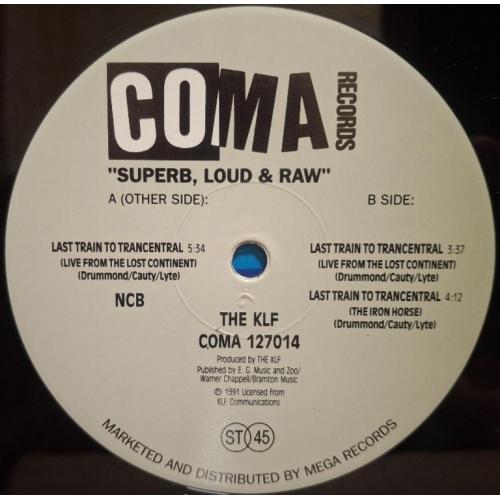 COMA
RECORDS
"SUPERB, LOUD & RAW"
A (OTHER SIDE):
B SIDE:
LAST TRAIN TO TRANCENTRAL 5:34
(LIVE FROM THE LOST CONTINENT)
(Drummond/Cauty/Lyte)
NCB
LAST TRAIN TO TRANCENTRAL 3:37
(LIVE FROM THE LOST CONTINENT)
(Drummond/Cauty/Lyte)
LAST TRAIN TO TRANCENTRAL 4:12
(THE IRON HORSE)
(Drummond/Cauty/Lyte)
THE KLF
COMA 127014
Produced by THE KLF
Published by E. G. Music and Zoo/
Warner Chappell/Bramton Music
℗ 1991 Licensed from
KLF Communications
ST 45
MARKETED AND DISTRIBUTED BY MEGA RECORDS